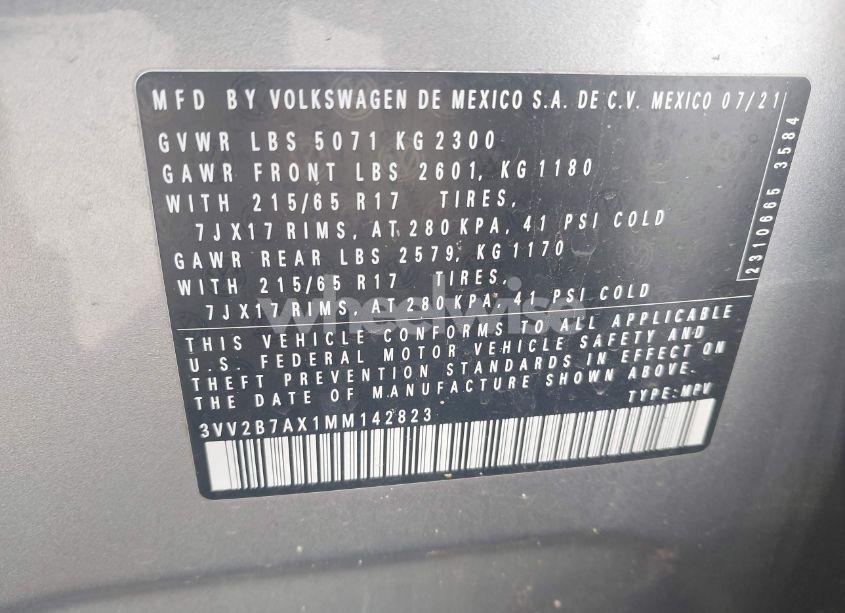 MFD BY VOLKSWAGEN DE MEXICO S.A. DE C.V. MEXICO 07/21
GVWR LBS 5071 KG 2300
GAWR FRONT LBS 2601, KG 1180
WITH 215/65 R17 TIRES,
7JX17 RIMS, AT 280 KPA, 41 PSI COLD
GAWR REAR LBS 2579, KG 1170
WITH 215/65 R17 TIRES,
7JX17 RIMS, AT 280 KPA, 41 PSI COLD
THIS VEHICLE CONFORMS TO ALL APPLICABLE
U.S. FEDERAL MOTOR VEHICLE SAFETY AND
THEFT PREVENTION STANDARDS IN EFFECT ON
THE DATE OF MANUFACTURE SHOWN ABOVE.
TYPE: MPV
3VV2B7AX1MM142823
2310665 3584
wheelwise